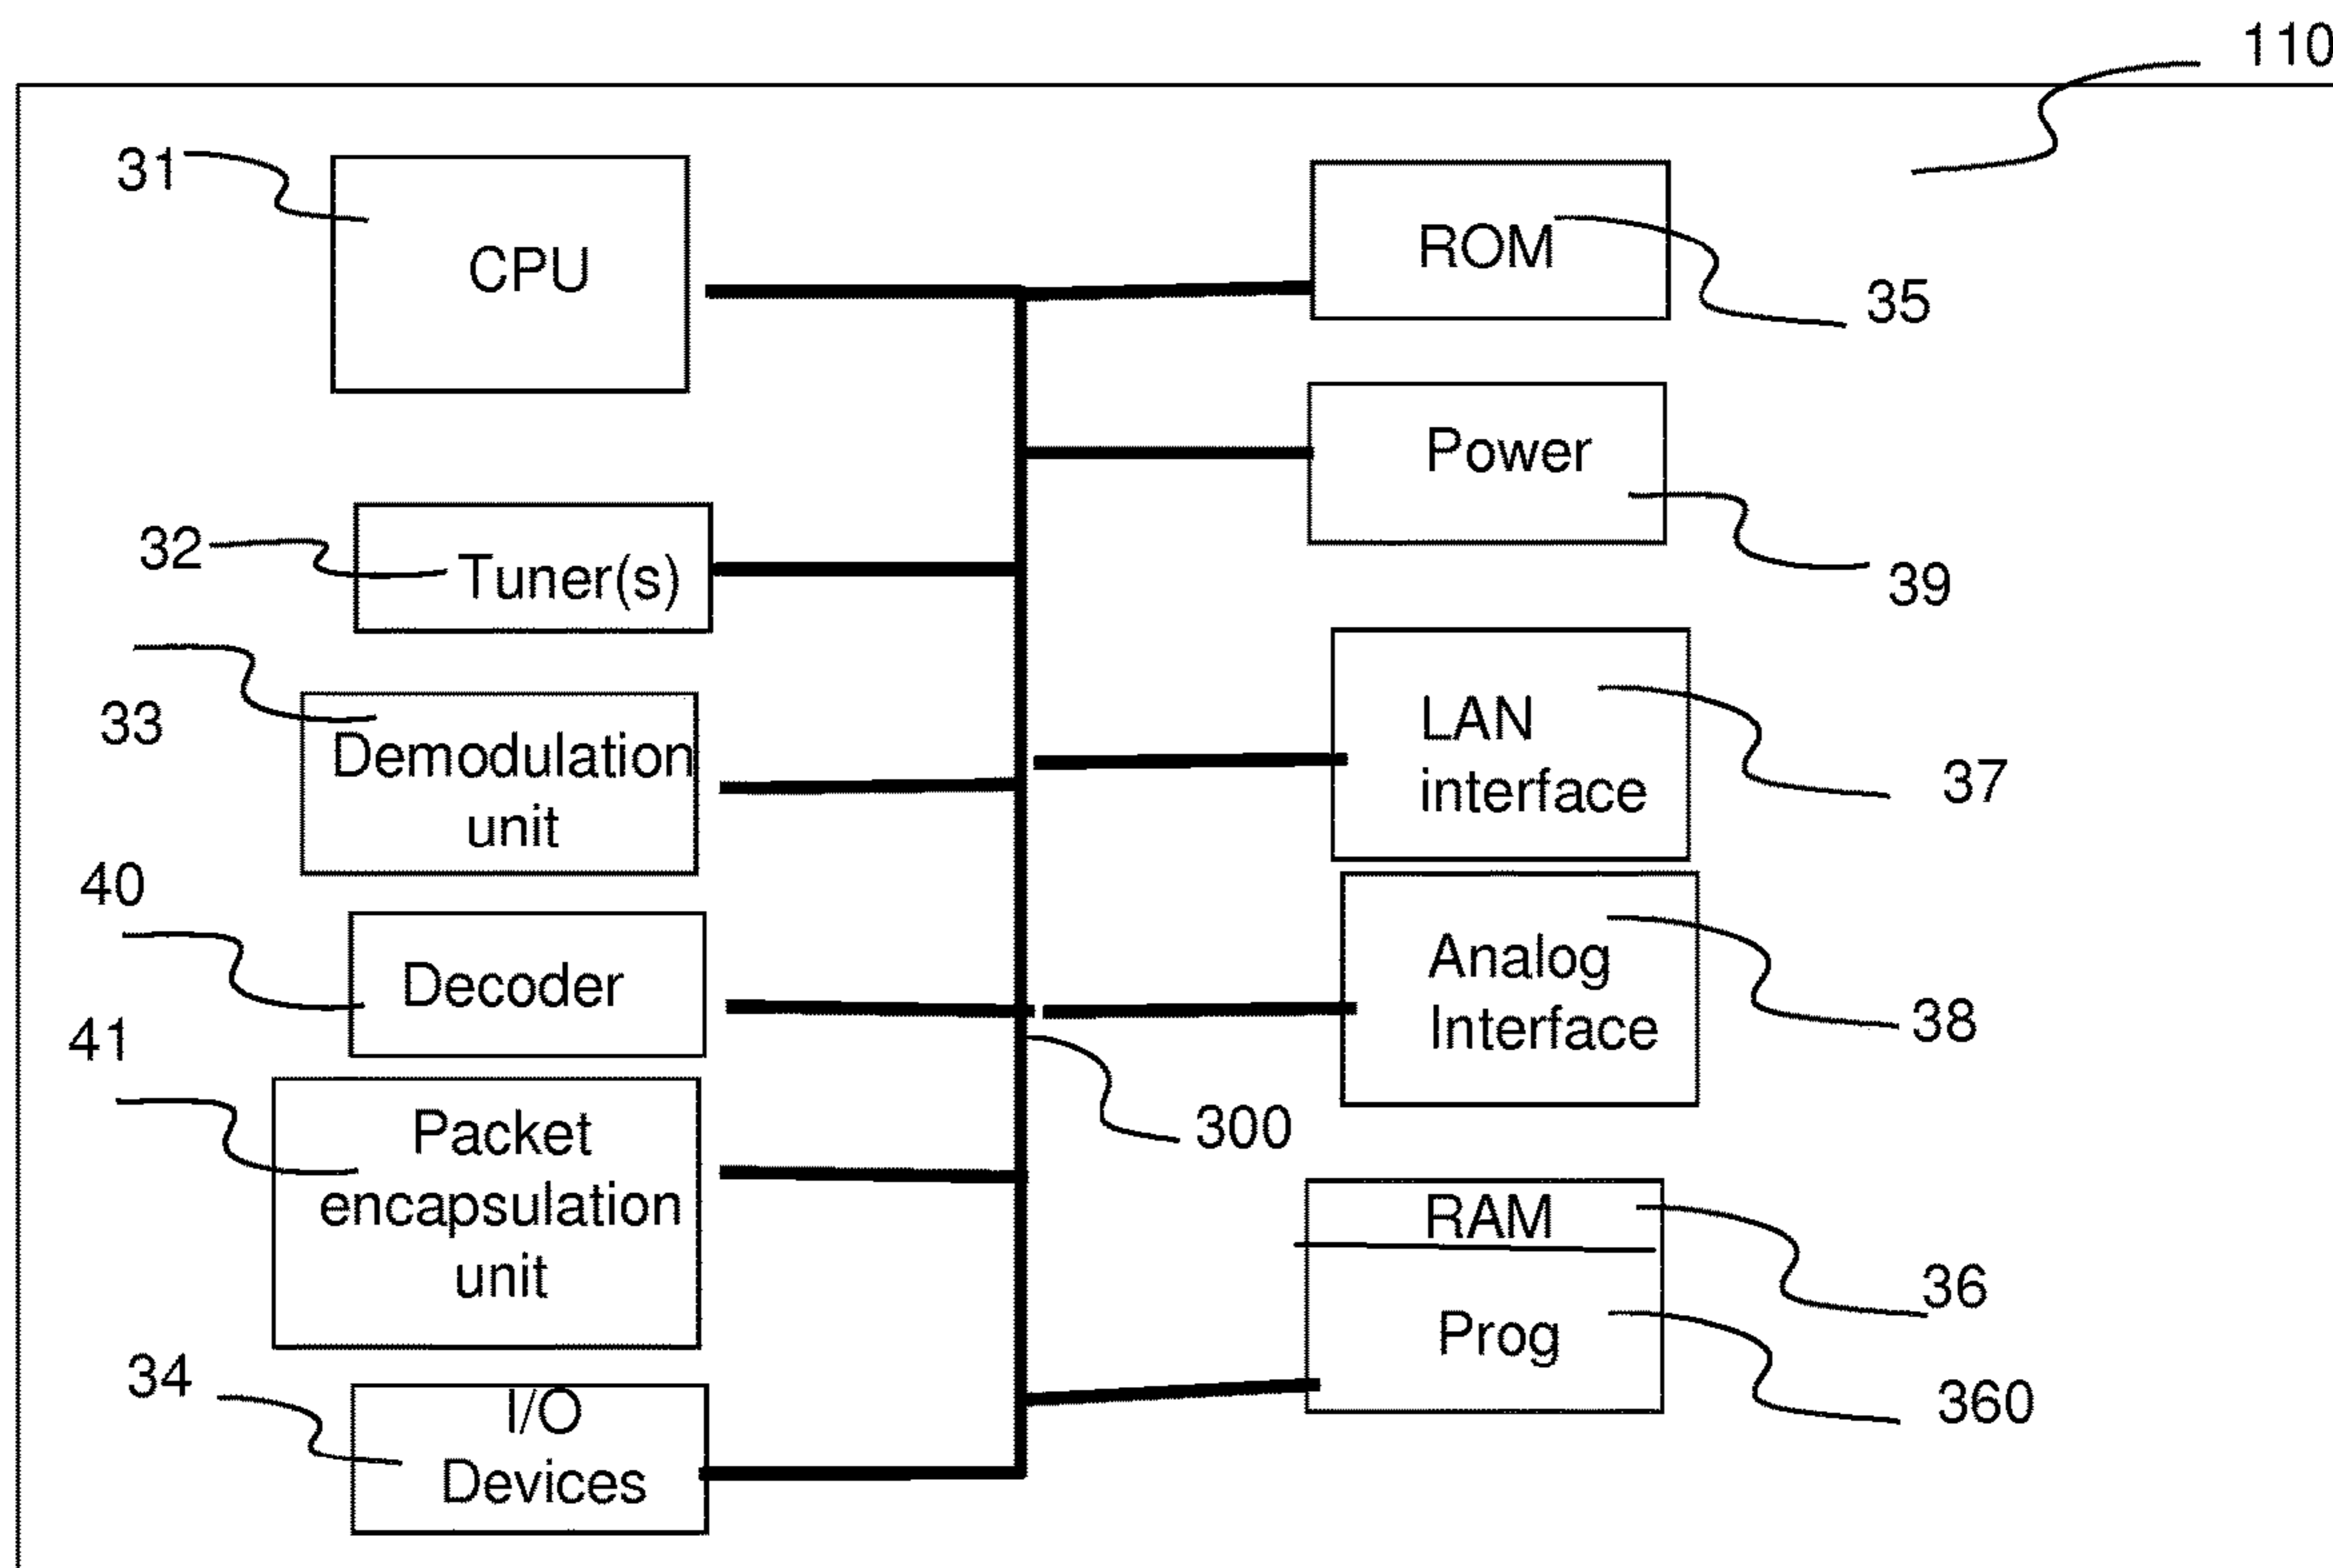 110
31
CPU
ROM
35
Power
39
32
Tuner(s)
33
Demodulation
unit
LAN
interface
37
40
Decoder
Analog
Interface
38
41
Packet
encapsulation
unit
300
RAM
36
Prog
360
34
I/O
Devices